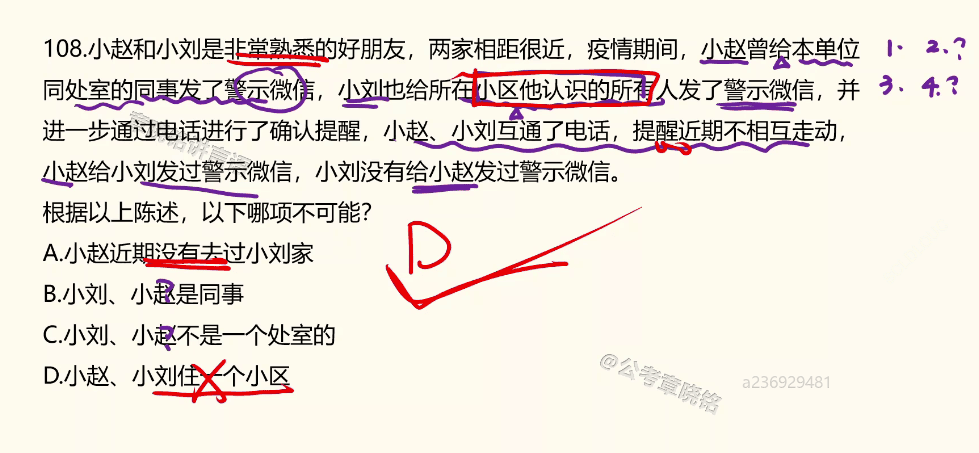 108.小赵和小刘是非常熟悉的好朋友，两家相距很近，疫情期间，小赵曾给本单位
1. 2.?
同处室的同事发了警示微信，小刘也给所在小区他认识的所有人发了警示微信，并
3. 4.?
进一步通过电话进行了确认提醒，小赵、小刘互通了电话，提醒近期不相互走动，
小赵给小刘发过警示微信，小刘没有给小赵发过警示微信。
根据以上陈述，以下哪项不可能？
D
A.小赵近期没有去过小刘家
B.小刘、小赵是同事
?
C.小刘、小赵不是一个处室的
?
D.小赵、小刘住一个小区
@公考章晓铭
a236929481